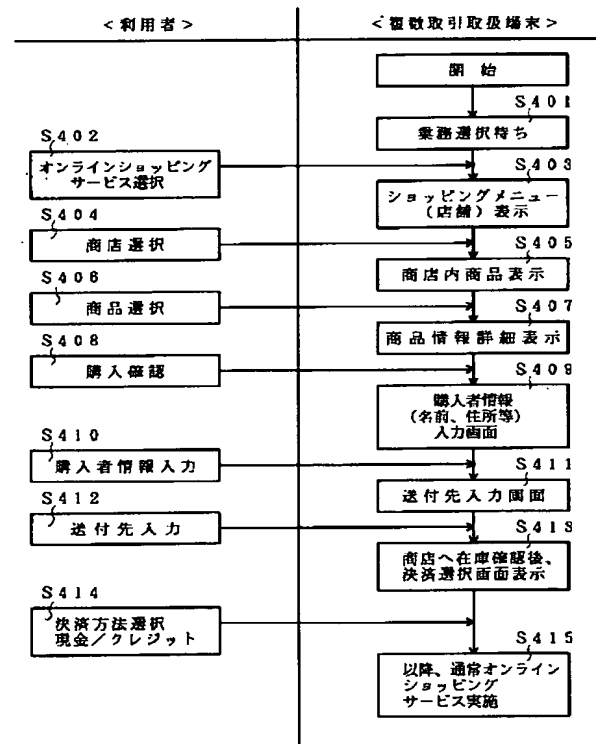 <利用者>
<複数取引取扱端末>
開始
S401
業務選択待ち
S402
オンラインショッピング
サービス選択
S403
ショッピングメニュー
(店舗)表示
S404
商店選択
S405
商店内商品表示
S406
商品選択
S407
商品情報詳細表示
S408
購入確認
S409
購入者情報
(名前、住所等)
入力画面
S410
購入者情報入力
S411
送付先入力画面
S412
送付先入力
S413
商店へ在庫確認後、
決済選択画面表示
S414
決済方法選択
現金/クレジット
S415
以降、通常オンライン
ショッピング
サービス実施